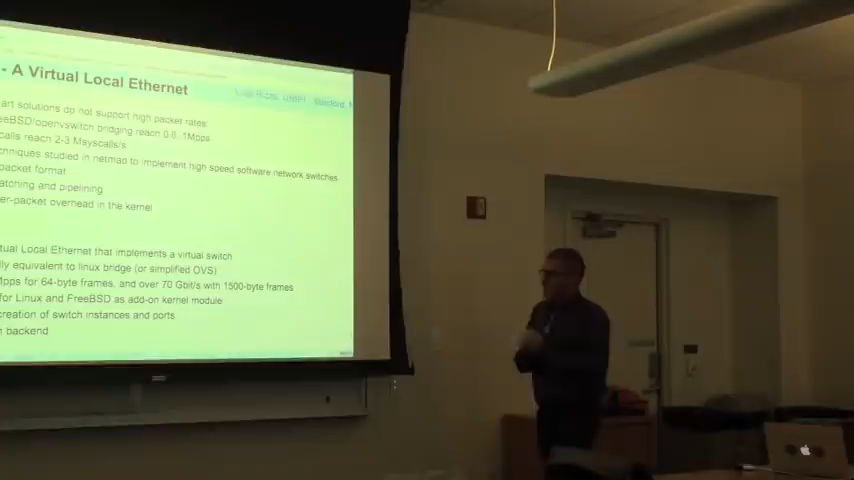 - A Virtual Local Ethernet
art solutions do not support high packet rates:
eeBSD/openvswitch bridging reach 0.8..1Mpps
calls reach 2-3 Msyscalls/s
chniques studied in netmap to implement high speed software network switches
packet format
atching and pipelining
er-packet overhead in the kernel
tual Local Ethernet that implements a virtual switch
lly equivalent to linux bridge (or simplified OVS)
Mpps for 64-byte frames, and over 70 Gbit/s with 1500-byte frames
for Linux and FreeBSD as add-on kernel module
creation of switch instances and ports
backend